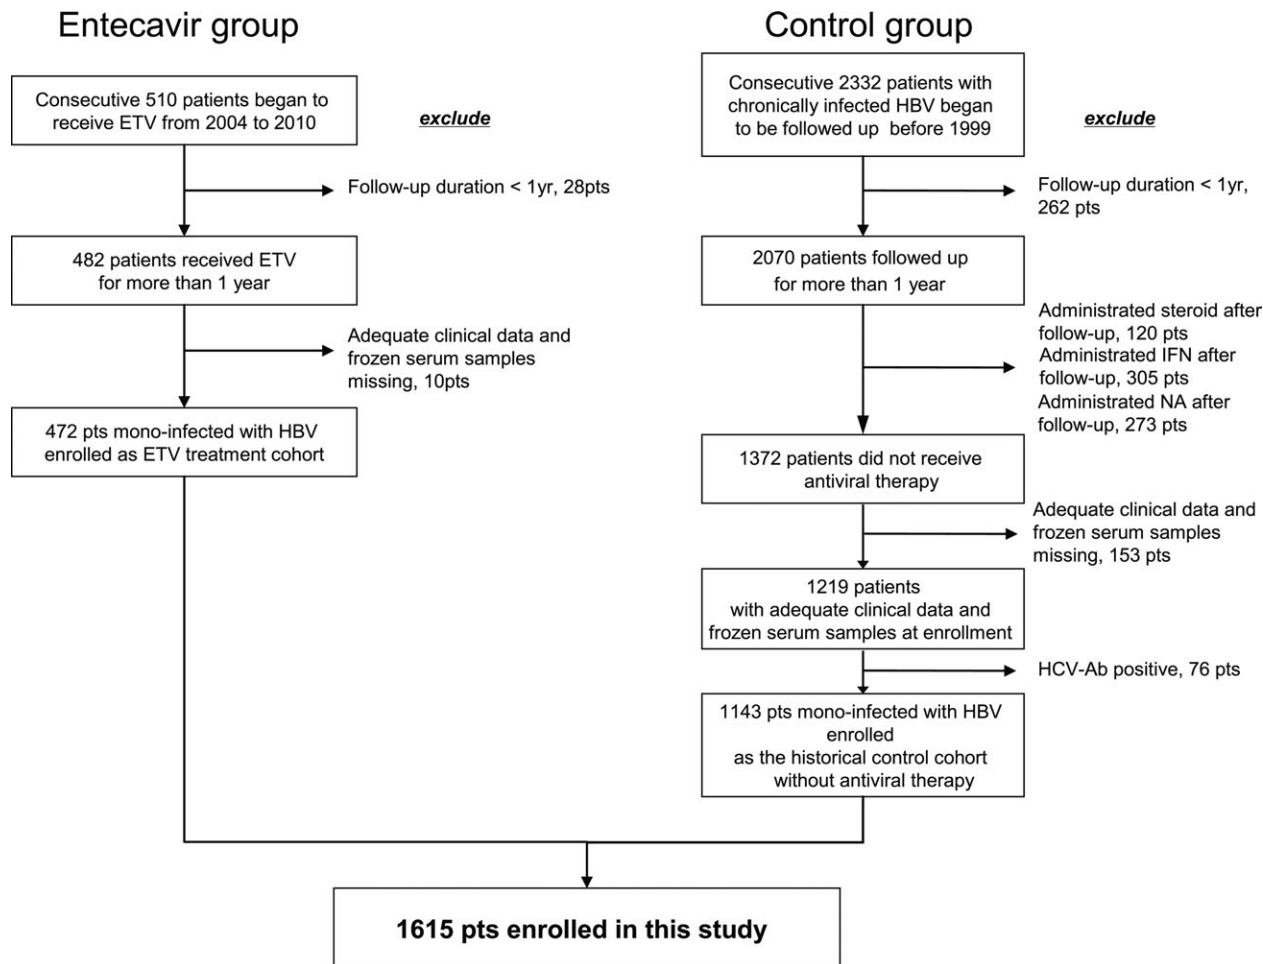 Entecavir group
Consecutive 510 patients began to
receive ETV from 2004 to 2010
exclude
Follow-up duration < 1yr, 28pts
482 patients received ETV
for more than 1 year
Adequate clinical data and
frozen serum samples
missing, 10pts
472 pts mono-infected with HBV
enrolled as ETV treatment cohort
Control group
Consecutive 2332 patients with
chronically infected HBV began
to be followed up before 1999
exclude
Follow-up duration < 1yr,
262 pts
2070 patients followed up
for more than 1 year
Administrated steroid after
follow-up, 120 pts
Administrated IFN after
follow-up, 305 pts
Administrated NA after
follow-up, 273 pts
1372 patients did not receive
antiviral therapy
Adequate clinical data and
frozen serum samples
missing, 153 pts
1219 patients
with adequate clinical data and
frozen serum samples at enrollment
HCV-Ab positive, 76 pts
1143 pts mono-infected with HBV
enrolled
as the historical control cohort
without antiviral therapy
1615 pts enrolled in this study